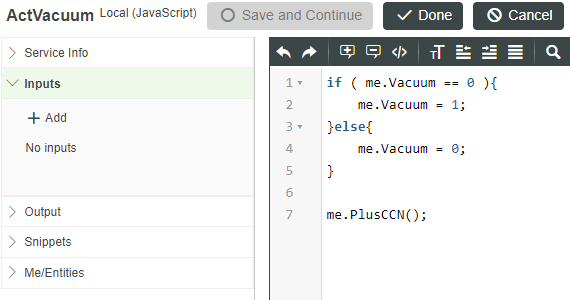 ActVacuum Local (JavaScript) Save and Continue Done Cancel
Service Info
Inputs
Add
No inputs
Output
Snippets
Me/Entities
1 if ( me.Vacuum == 0 ){
2 me.Vacuum = 1;
3 }else{
4 me.Vacuum = 0;
5 }
6
7 me.PlusCCN();